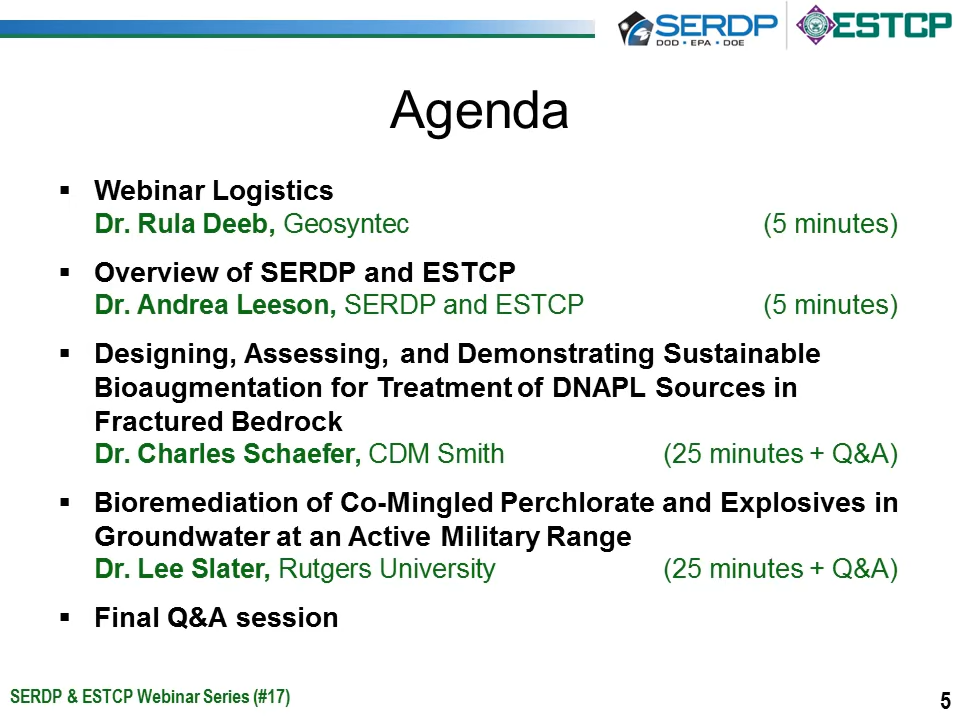 SERDP
DOD • EPA • DOE
ESTCP
Agenda
▪ Webinar Logistics
Dr. Rula Deeb, Geosyntec (5 minutes)
▪ Overview of SERDP and ESTCP
Dr. Andrea Leeson, SERDP and ESTCP (5 minutes)
▪ Designing, Assessing, and Demonstrating Sustainable
Bioaugmentation for Treatment of DNAPL Sources in
Fractured Bedrock
Dr. Charles Schaefer, CDM Smith (25 minutes + Q&A)
▪ Bioremediation of Co-Mingled Perchlorate and Explosives in
Groundwater at an Active Military Range
Dr. Lee Slater, Rutgers University (25 minutes + Q&A)
▪ Final Q&A session
SERDP & ESTCP Webinar Series (#17)
5